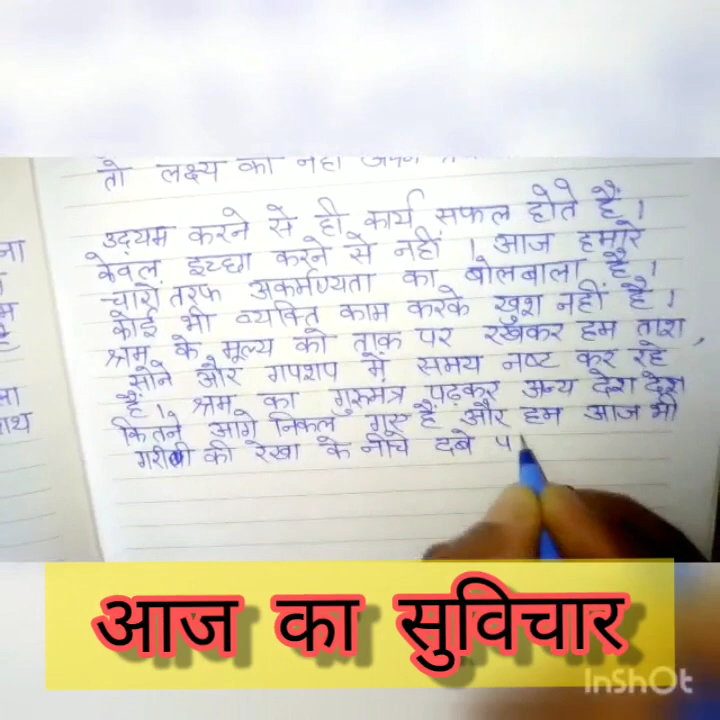 तो लक्ष्य को नहीं
उद्यम करने से ही कार्य सफल होते हैं।
केवल इच्छा करने से नहीं। आज हमारे
चारों तरफ अकर्मण्यता का बोलबाला है।
कोई भी व्यक्ति काम करके खुश नहीं है।
श्रम के मूल्य को ताक पर रखकर हम ताश,
सोने और गपशप में समय नष्ट कर रहे
हैं। श्रम का गुरुमंत्र पढ़कर अन्य देश देश
कितने आगे निकल गए हैं और हम आज भी
गरीबी की रेखा के नीचे दबे प
आज का सुविचार
InShOt